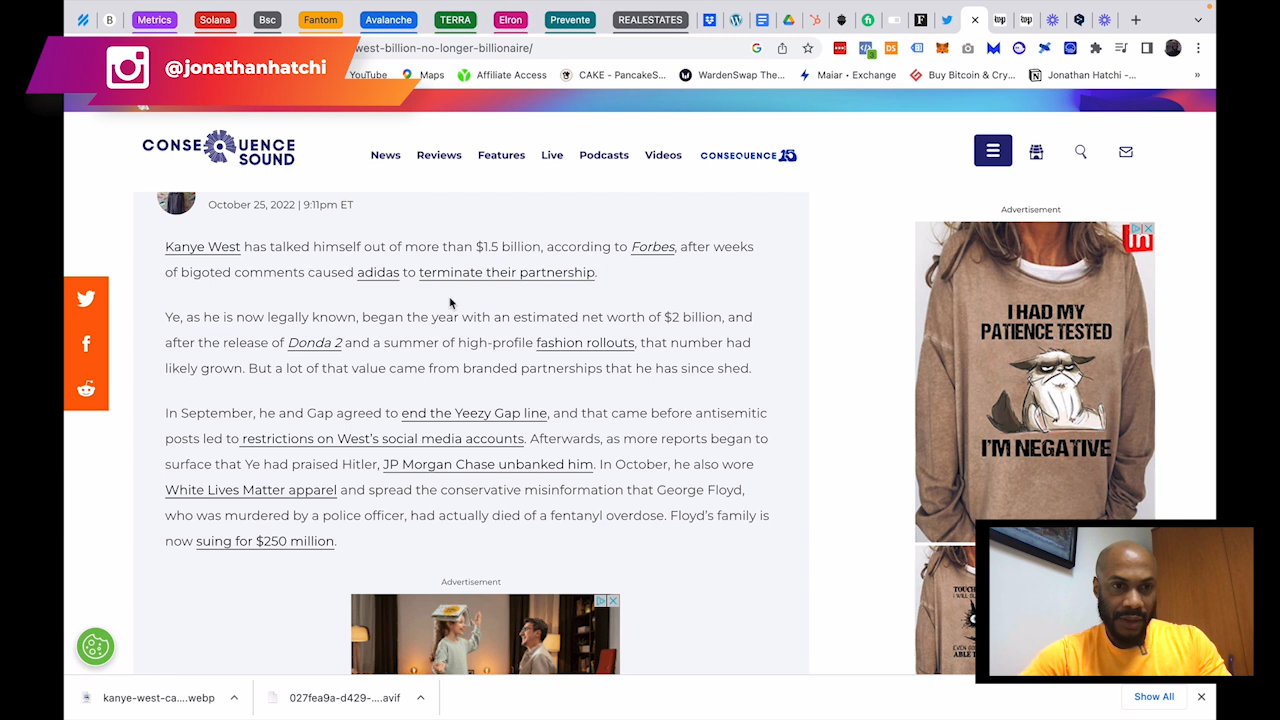 Metrics
Solana
Bsc
Fantom
Avalanche
TERRA
Elron
Prevente
REALESTATES
@jonathanhatchi
west-billion-no-longer-billionaire/
YouTube
Maps
Affiliate Access
CAKE - PancakeS...
WardenSwap The...
Maiar • Exchange
Buy Bitcoin & Cry...
Jonathan Hatchi -...
CONSEQUENCE
SOUND
News
Reviews
Features
Live
Podcasts
Videos
CONSEQUENCE 15
October 25, 2022 | 9:11pm ET
Kanye West has talked himself out of more than $1.5 billion, according to Forbes, after weeks
of bigoted comments caused adidas to terminate their partnership.
Ye, as he is now legally known, began the year with an estimated net worth of $2 billion, and
after the release of Donda 2 and a summer of high-profile fashion rollouts, that number had
likely grown. But a lot of that value came from branded partnerships that he has since shed.
In September, he and Gap agreed to end the Yeezy Gap line, and that came before antisemitic
posts led to restrictions on West's social media accounts. Afterwards, as more reports began to
surface that Ye had praised Hitler, JP Morgan Chase unbanked him. In October, he also wore
White Lives Matter apparel and spread the conservative misinformation that George Floyd,
who was murdered by a police officer, had actually died of a fentanyl overdose. Floyd's family is
now suing for $250 million.
Advertisement
Advertisement
I HAD MY
PATIENCE TESTED
I'M NEGATIVE
kanye-west-ca....webp
027fea9a-d429-....avif
Show All